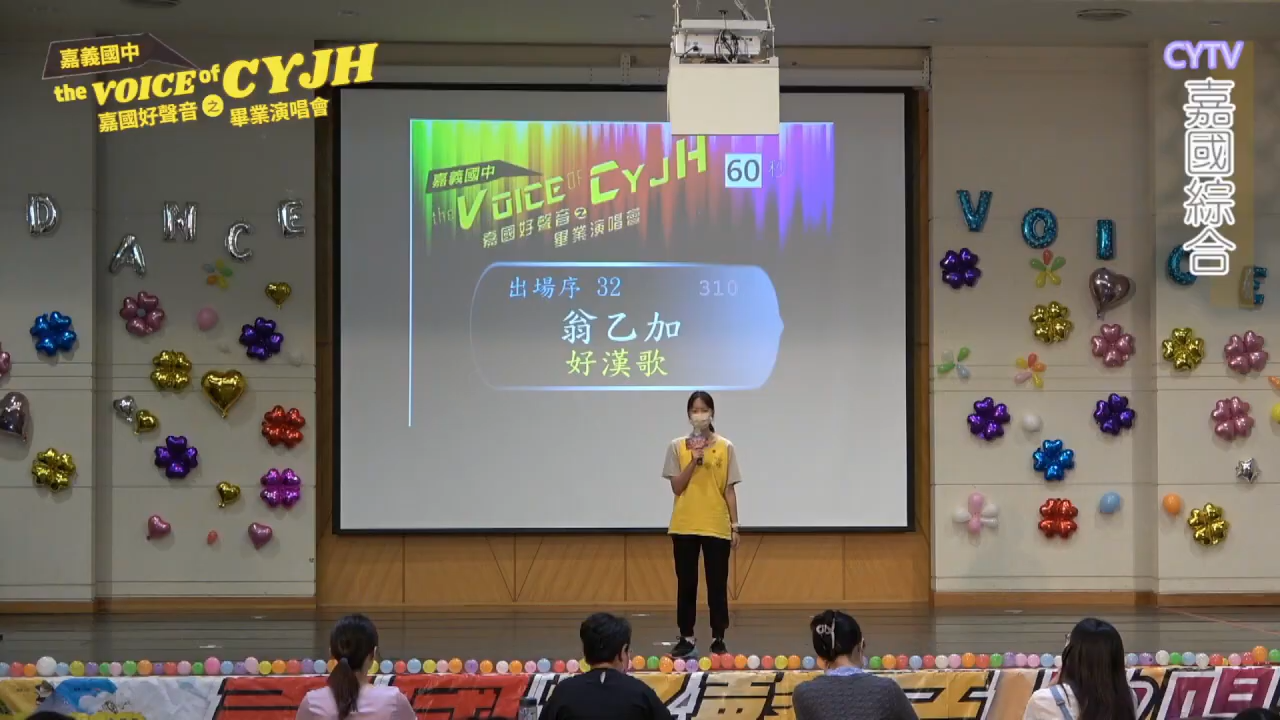 嘉義國中
the VOICE of CYJH
嘉國好聲音之畢業演唱會
CYTV
嘉國綜合
嘉義國中
the VOICE OF CYJH
60 秒
嘉國好聲音之畢業演唱會
出場序 32 310
翁乙加
好漢歌
DANCE
VOICE
唱